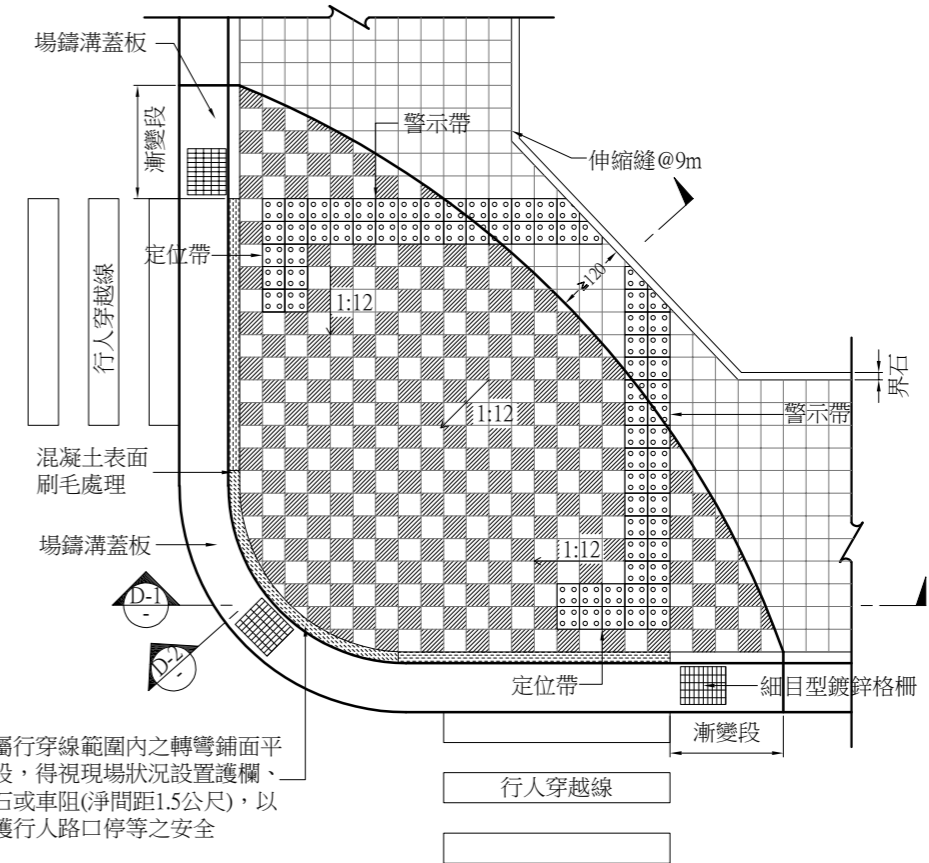 場鑄溝蓋板
漸變段
警示帶
伸縮縫@9m
定位帶
行人穿越線
1:12
≧120
1:12
界石
警示帶
混凝土表面
刷毛處理
場鑄溝蓋板
1:12
D-1
-
D-2
-
定位帶
細目型鍍鋅格柵
漸變段
屬行穿線範圍內之轉彎鋪面平
段，得視現場狀況設置護欄、
石或車阻(淨間距1.5公尺)，以
護行人路口停等之安全
行人穿越線